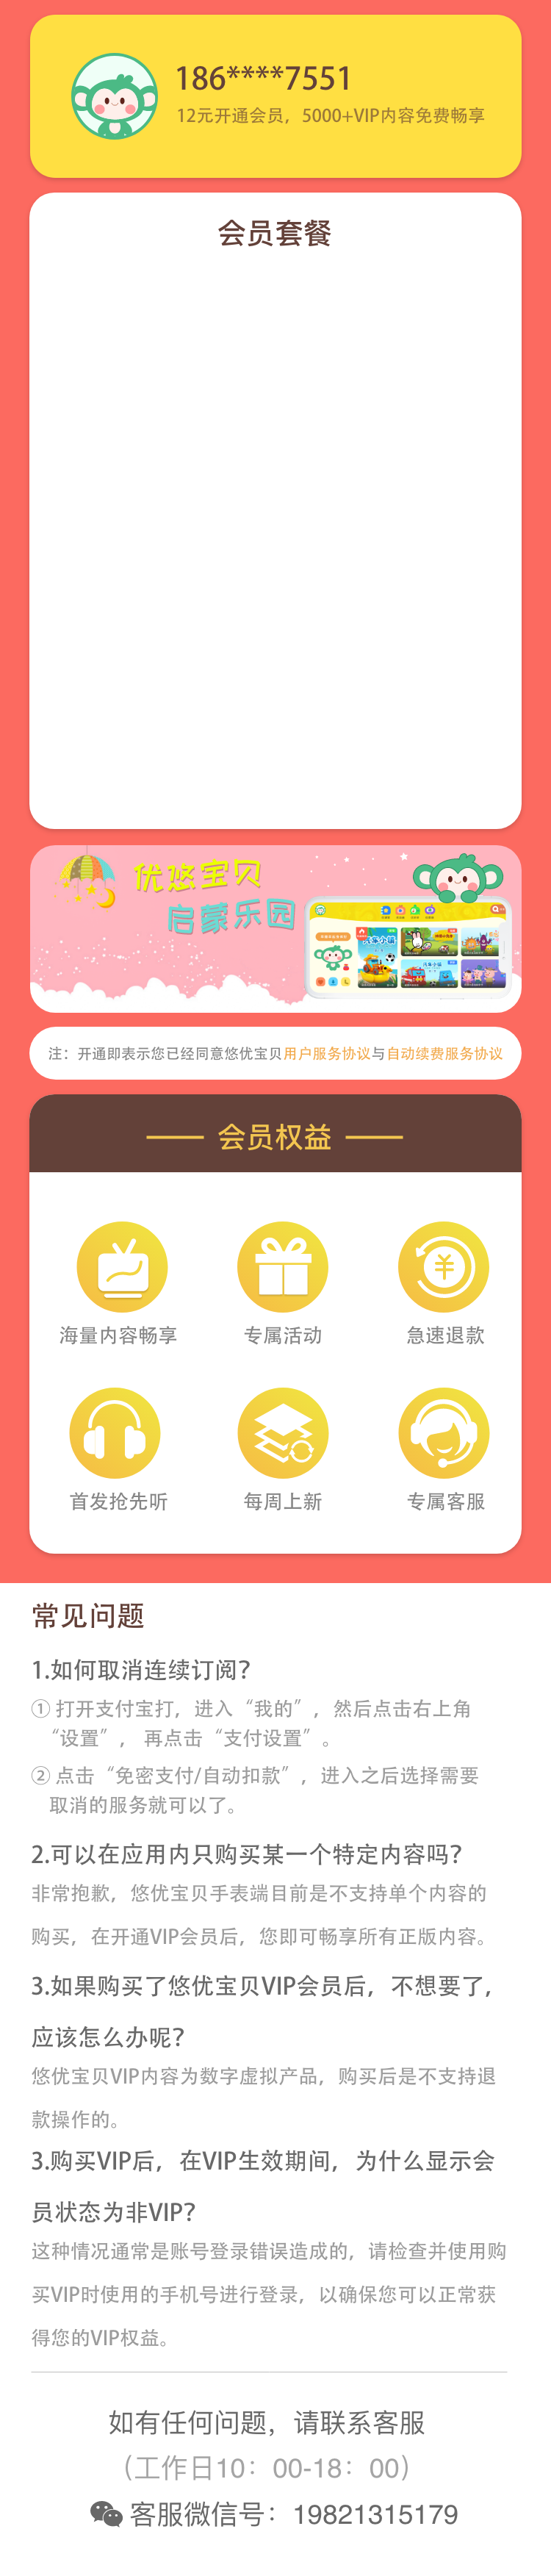 186****7551
12元开通会员，5000+VIP内容免费畅享
会员套餐
优悠宝贝
启蒙乐园
注：开通即表示您已经同意悠优宝贝用户服务协议与自动续费服务协议
会员权益
海量内容畅享
专属活动
急速退款
首发抢先听
每周上新
专属客服
常见问题
1.如何取消连续订阅？
① 打开支付宝打，进入“我的”，然后点击右上角
“设置”， 再点击“支付设置”。
② 点击“免密支付/自动扣款”，进入之后选择需要
取消的服务就可以了。
2.可以在应用内只购买某一个特定内容吗？
非常抱歉，悠优宝贝手表端目前是不支持单个内容的
购买，在开通VIP会员后，您即可畅享所有正版内容。
3.如果购买了悠优宝贝VIP会员后，不想要了，
应该怎么办呢？
悠优宝贝VIP内容为数字虚拟产品，购买后是不支持退
款操作的。
3.购买VIP后，在VIP生效期间，为什么显示会
员状态为非VIP？
这种情况通常是账号登录错误造成的，请检查并使用购
买VIP时使用的手机号进行登录，以确保您可以正常获
得您的VIP权益。
如有任何问题，请联系客服
（工作日10：00-18：00）
客服微信号：19821315179